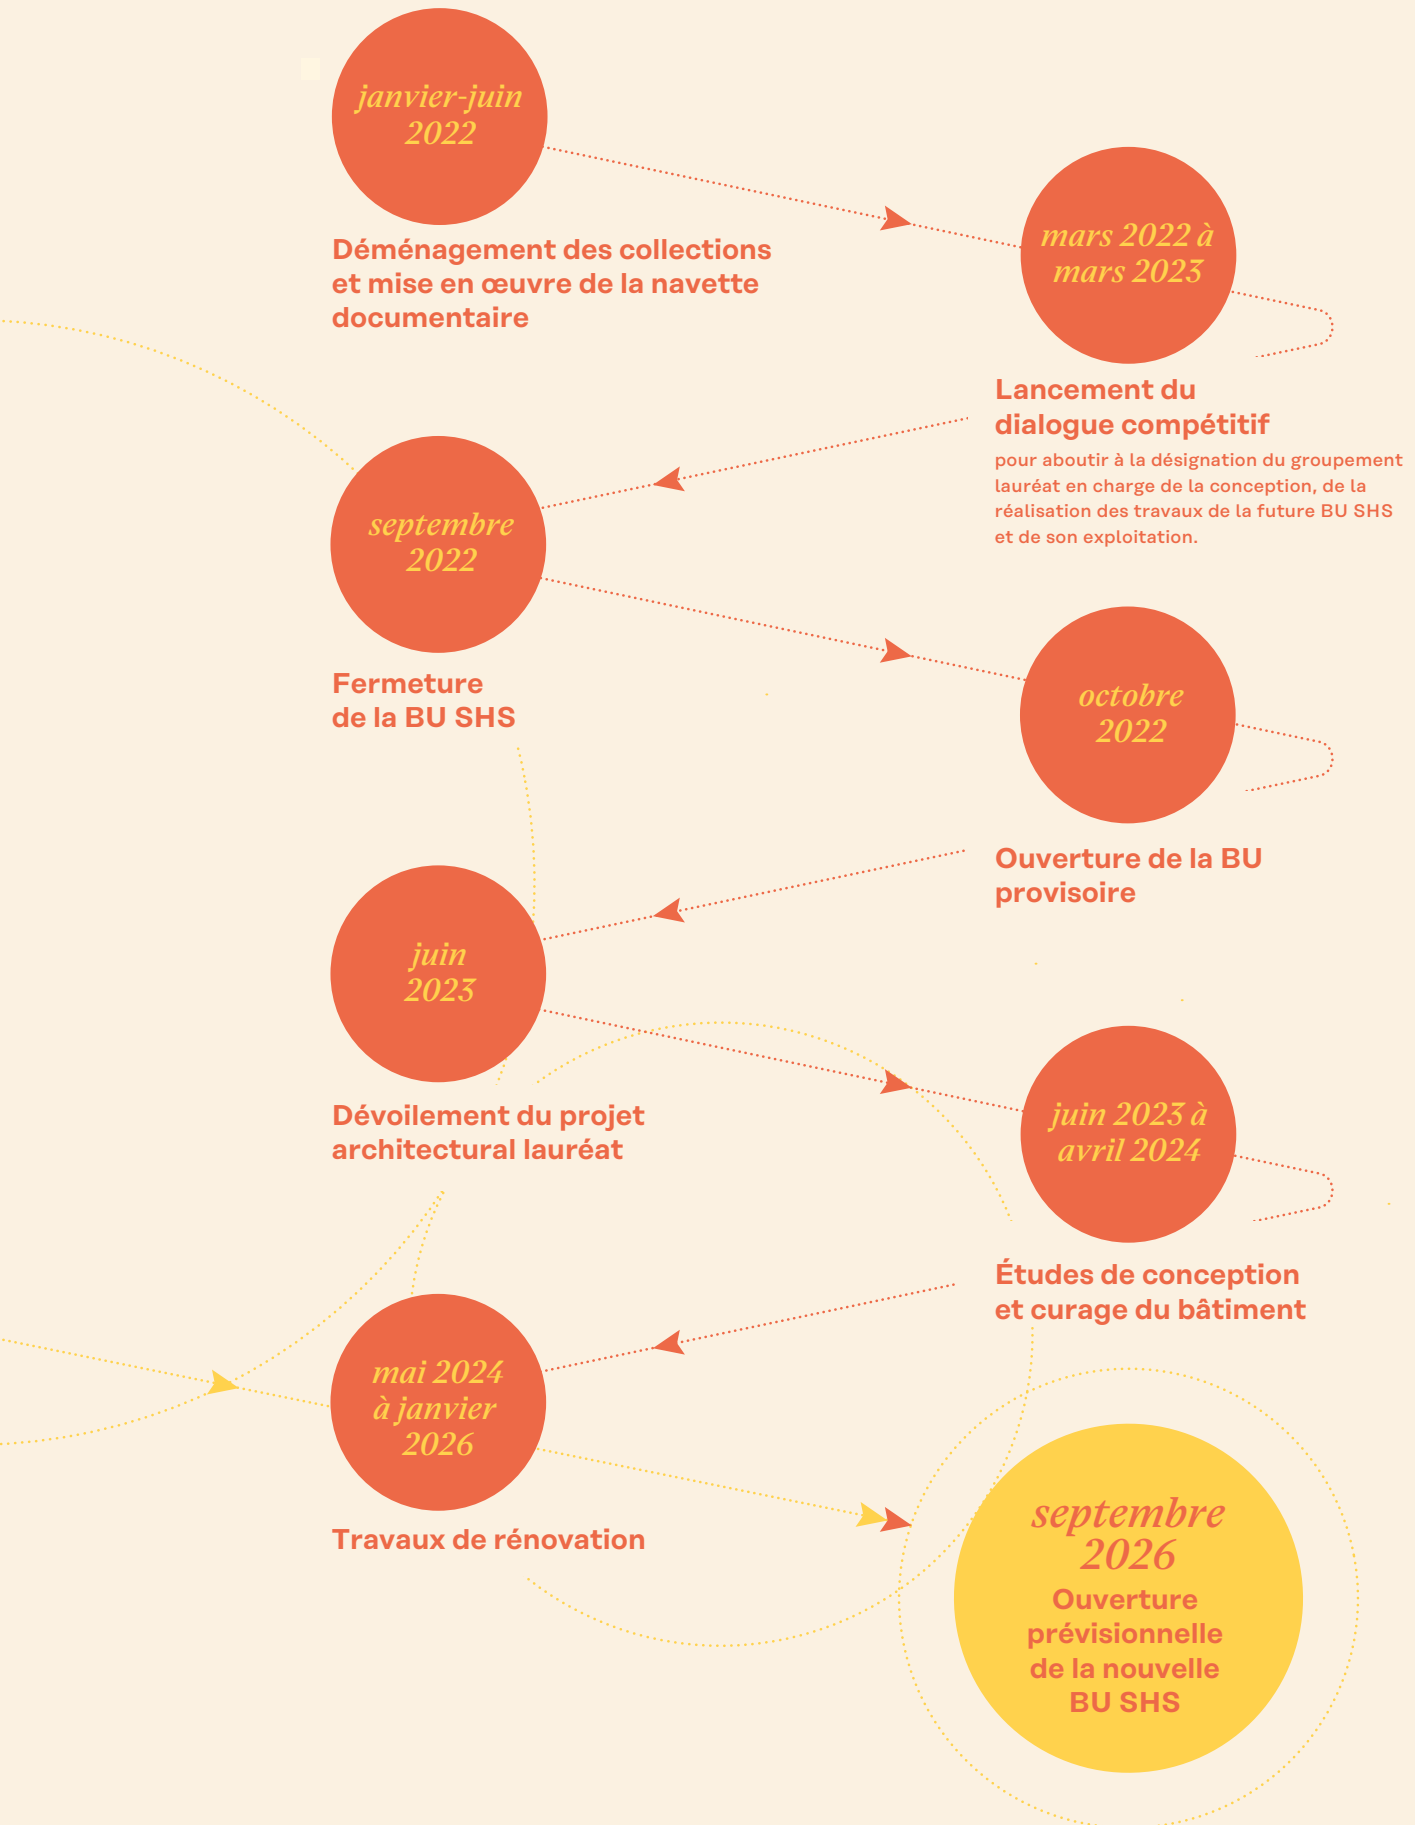 janvier-juin
2022
Déménagement des collections
et mise en œuvre de la navette
documentaire
mars 2022 à
mars 2023
Lancement du
dialogue compétitif
pour aboutir à la désignation du groupement
lauréat en charge de la conception, de la
réalisation des travaux de la future BU SHS
et de son exploitation.
septembre
2022
Fermeture
de la BU SHS
octobre
2022
Ouverture de la BU
provisoire
juin
2023
Dévoilement du projet
architectural lauréat
juin 2023 à
avril 2024
Études de conception
et curage du bâtiment
mai 2024
à janvier
2026
Travaux de rénovation
septembre
2026
Ouverture
prévisionnelle
de la nouvelle
BU SHS